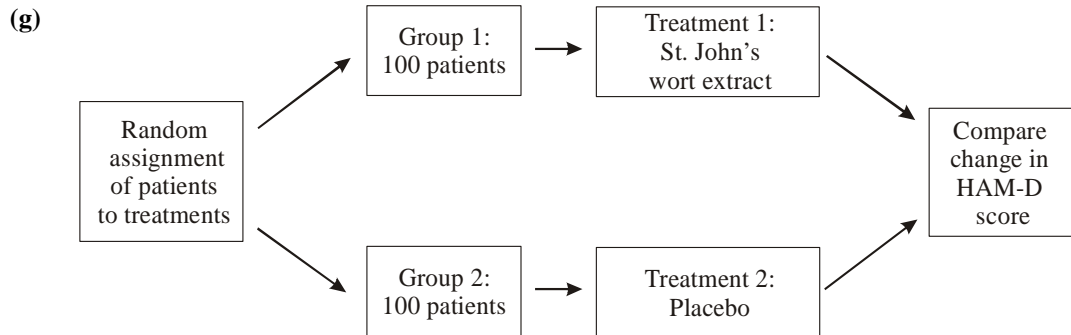 (g)
Group 1:
100 patients
Treatment 1:
St. John's
wort extract
Random
assignment
of patients
to treatments
Compare
change in
HAM-D
score
Group 2:
100 patients
Treatment 2:
Placebo